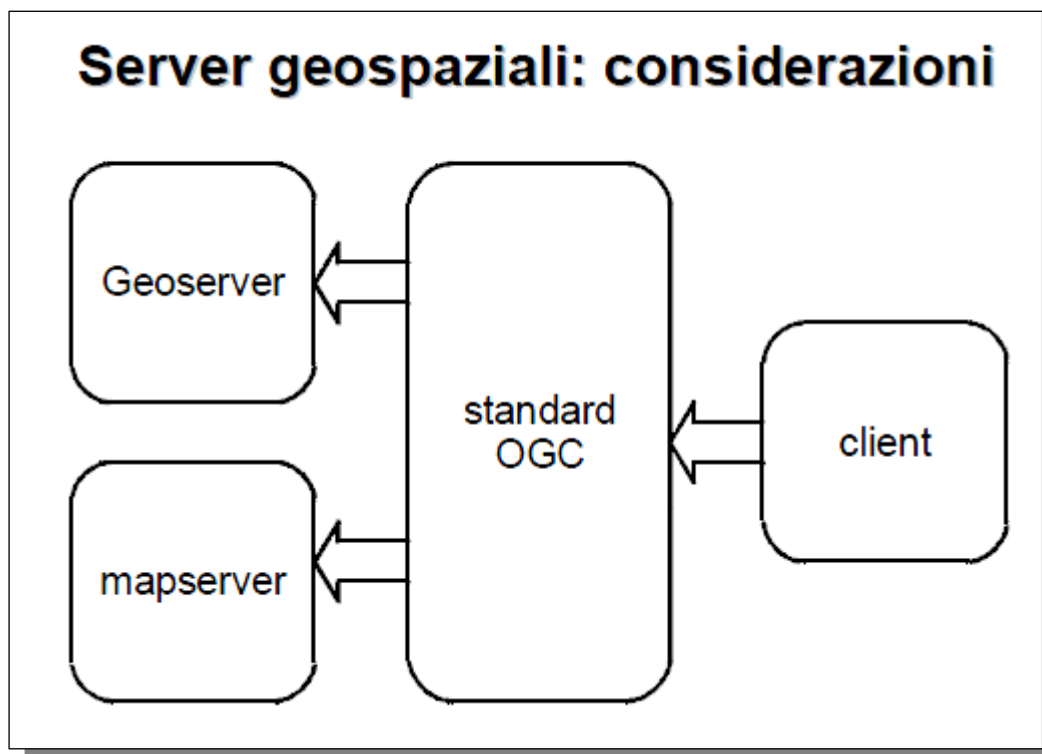 Server geospaziali: considerazioni
Geoserver
standard
OGC
client
mapserver